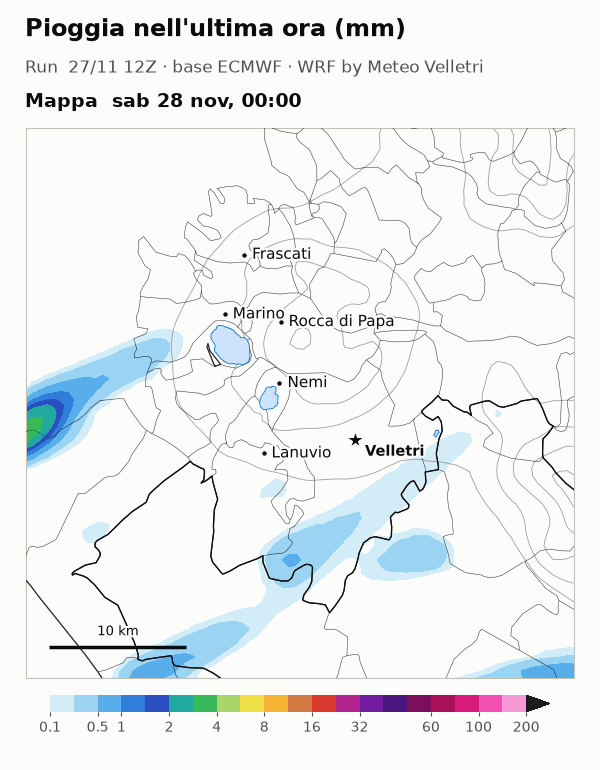 Pioggia nell'ultima ora (mm)
Run  27/11 12Z · base ECMWF · WRF by Meteo Velletri
Mappa  sab 28 nov, 00:00
Frascati
Marino
Rocca di Papa
Nemi
Velletri
Lanuvio
10 km
0.1 0.5 1 2 4 8 16 32 60 100 200